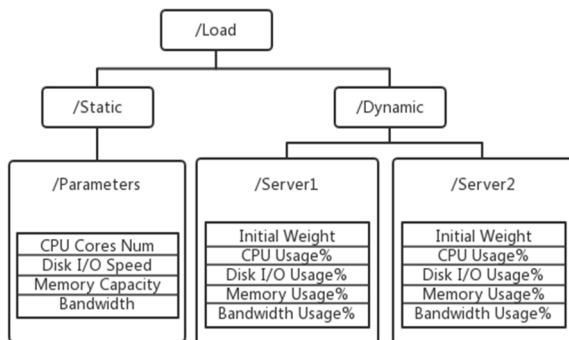 /Load
/Static
/Dynamic
/Parameters
CPU Cores Num
Disk I/O Speed
Memory Capacity
Bandwidth
/Server1
Initial Weight
CPU Usage%
Disk I/O Usage%
Memory Usage%
Bandwidth Usage%
/Server2
Initial Weight
CPU Usage%
Disk I/O Usage%
Memory Usage%
Bandwidth Usage%